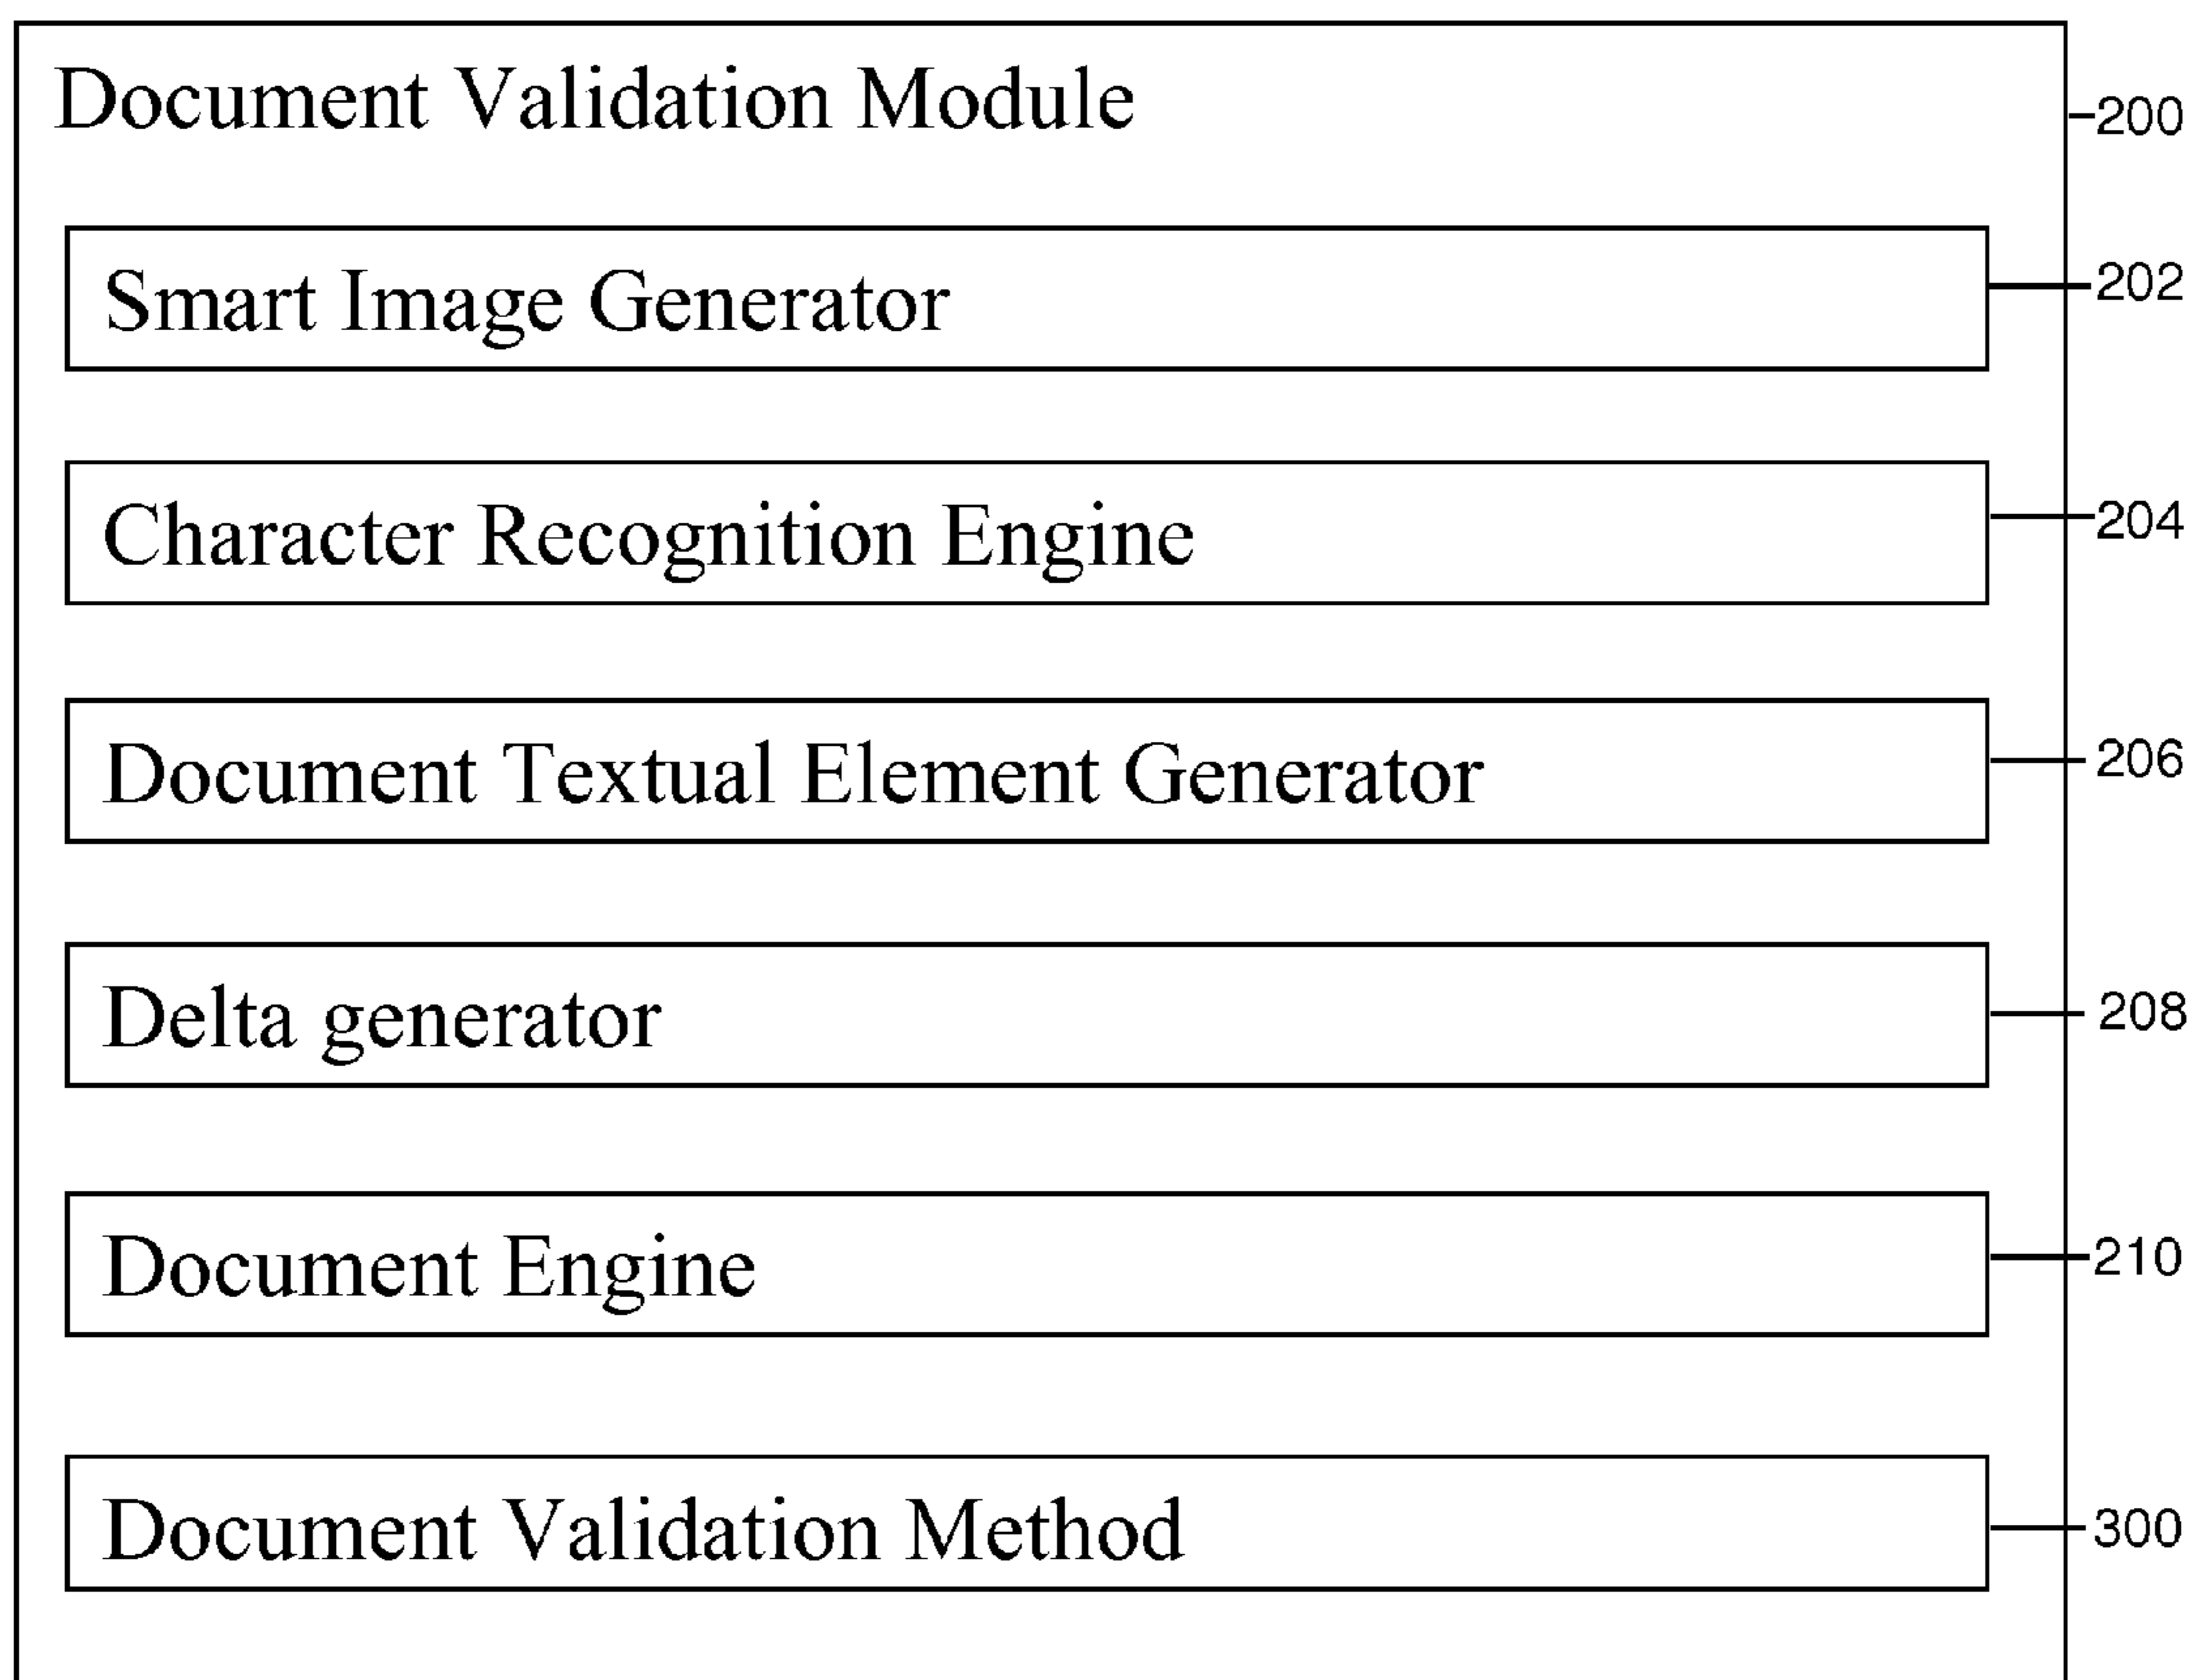 Document Validation Module
200
Smart Image Generator
202
Character Recognition Engine
204
Document Textual Element Generator
206
Delta generator
208
Document Engine
210
Document Validation Method
300